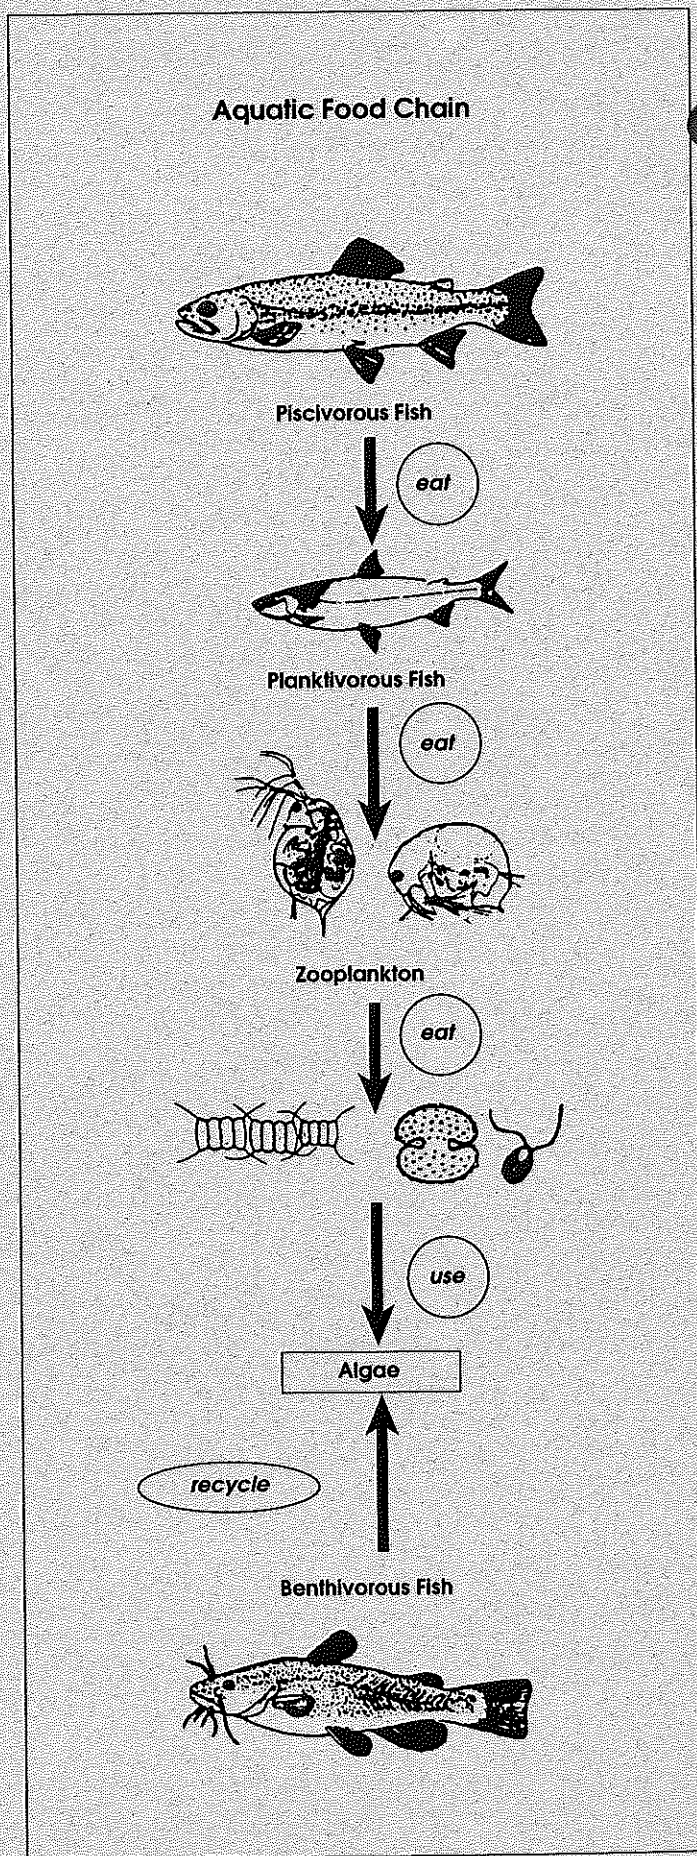 Aquatic Food Chain
Piscivorous Fish
eat
Planktivorous Fish
eat
Zooplankton
eat
use
Algae
recycle
Benthivorous Fish